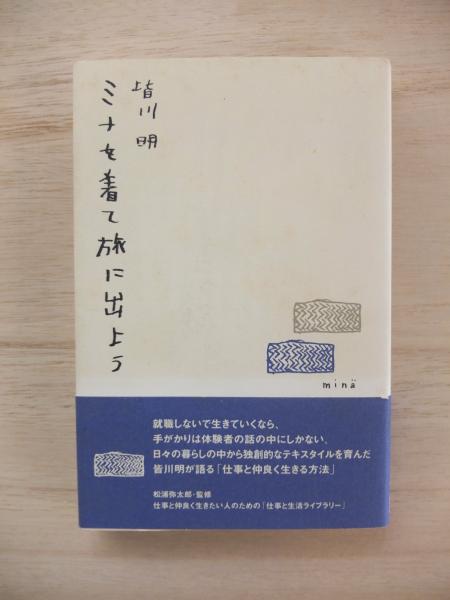 皆川明
ミナを着て旅に出よう
minä
就職しないで生きていくなら、
手がかりは体験者の話の中にしかない。
日々の暮らしの中から独創的なテキスタイルを育んだ
皆川明が語る「仕事と仲良く生きる方法」
松浦弥太郎・監修
仕事と仲良く生きたい人のための「仕事と生活ライブラリー」